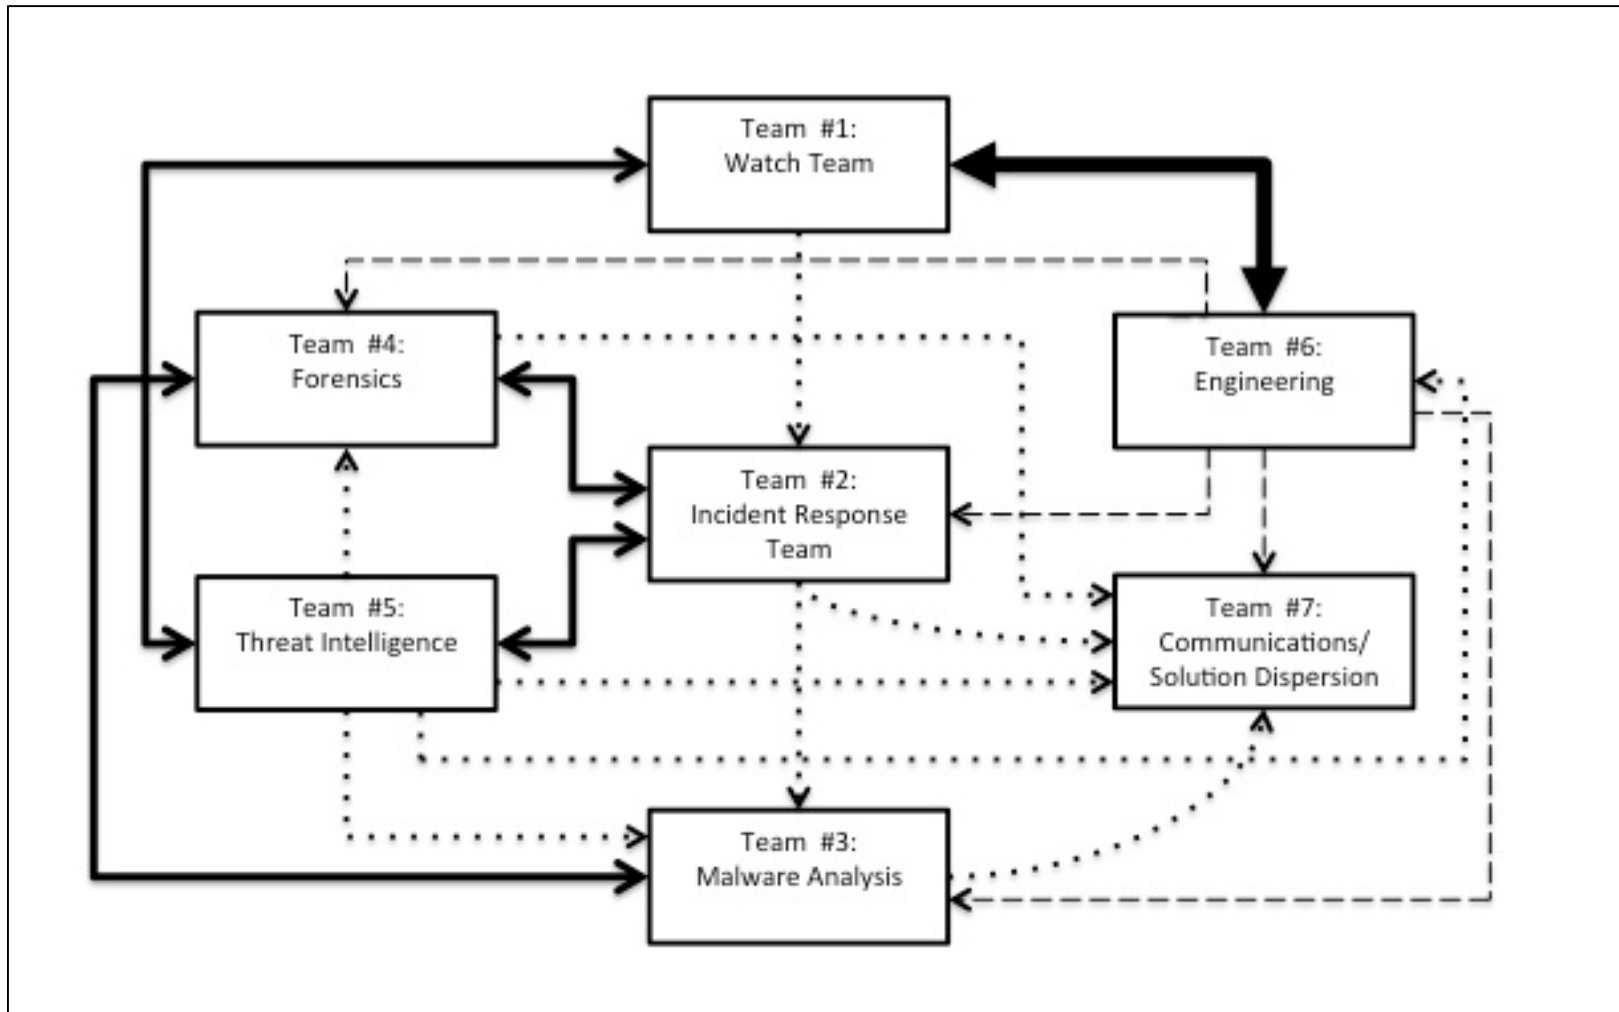 Team #1:
Watch Team
Team #4:
Forensics
Team #6:
Engineering
Team #2:
Incident Response
Team
Team #5:
Threat Intelligence
Team #7:
Communications/
Solution Dispersion
Team #3:
Malware Analysis